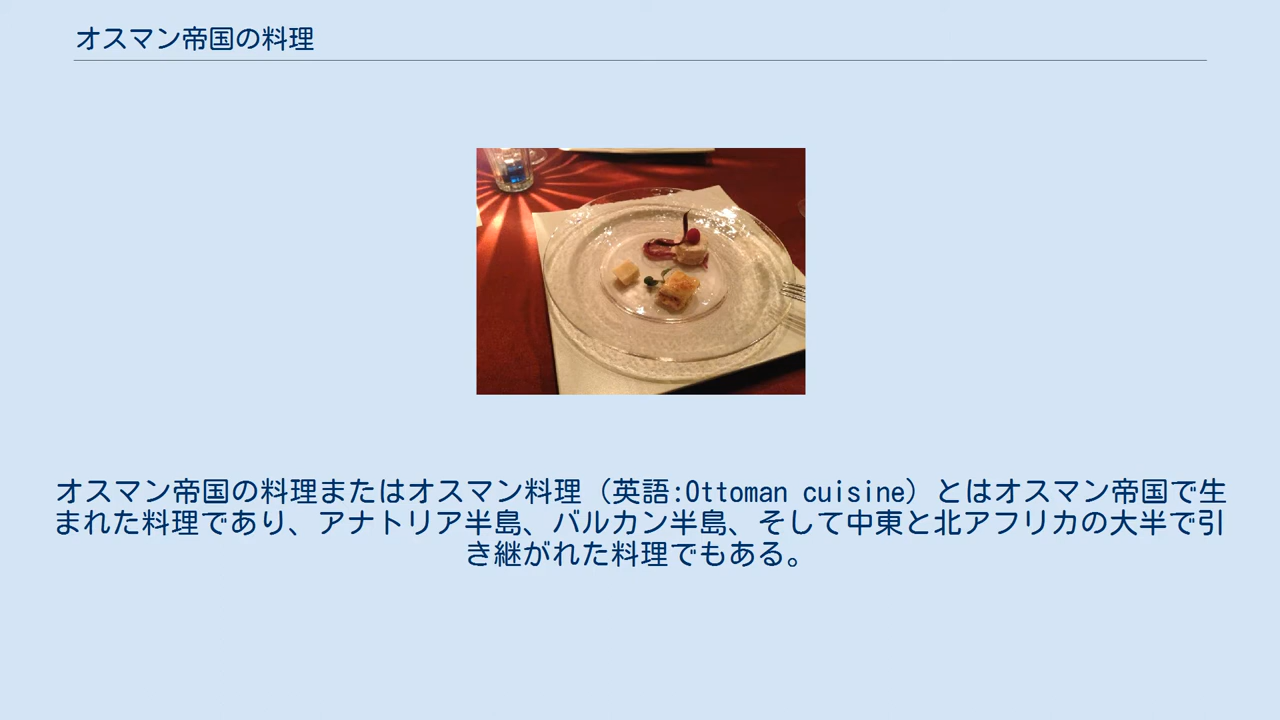 オスマン帝国の料理
オスマン帝国の料理またはオスマン料理（英語:Ottoman cuisine）とはオスマン帝国で生
まれた料理であり、アナトリア半島、バルカン半島、そして中東と北アフリカの大半で引
き継がれた料理でもある。